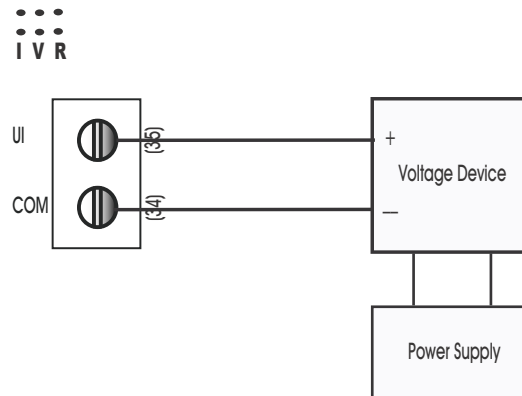 I V R
UI
(35)
+
Voltage Device
COM
(34)
—
Power Supply